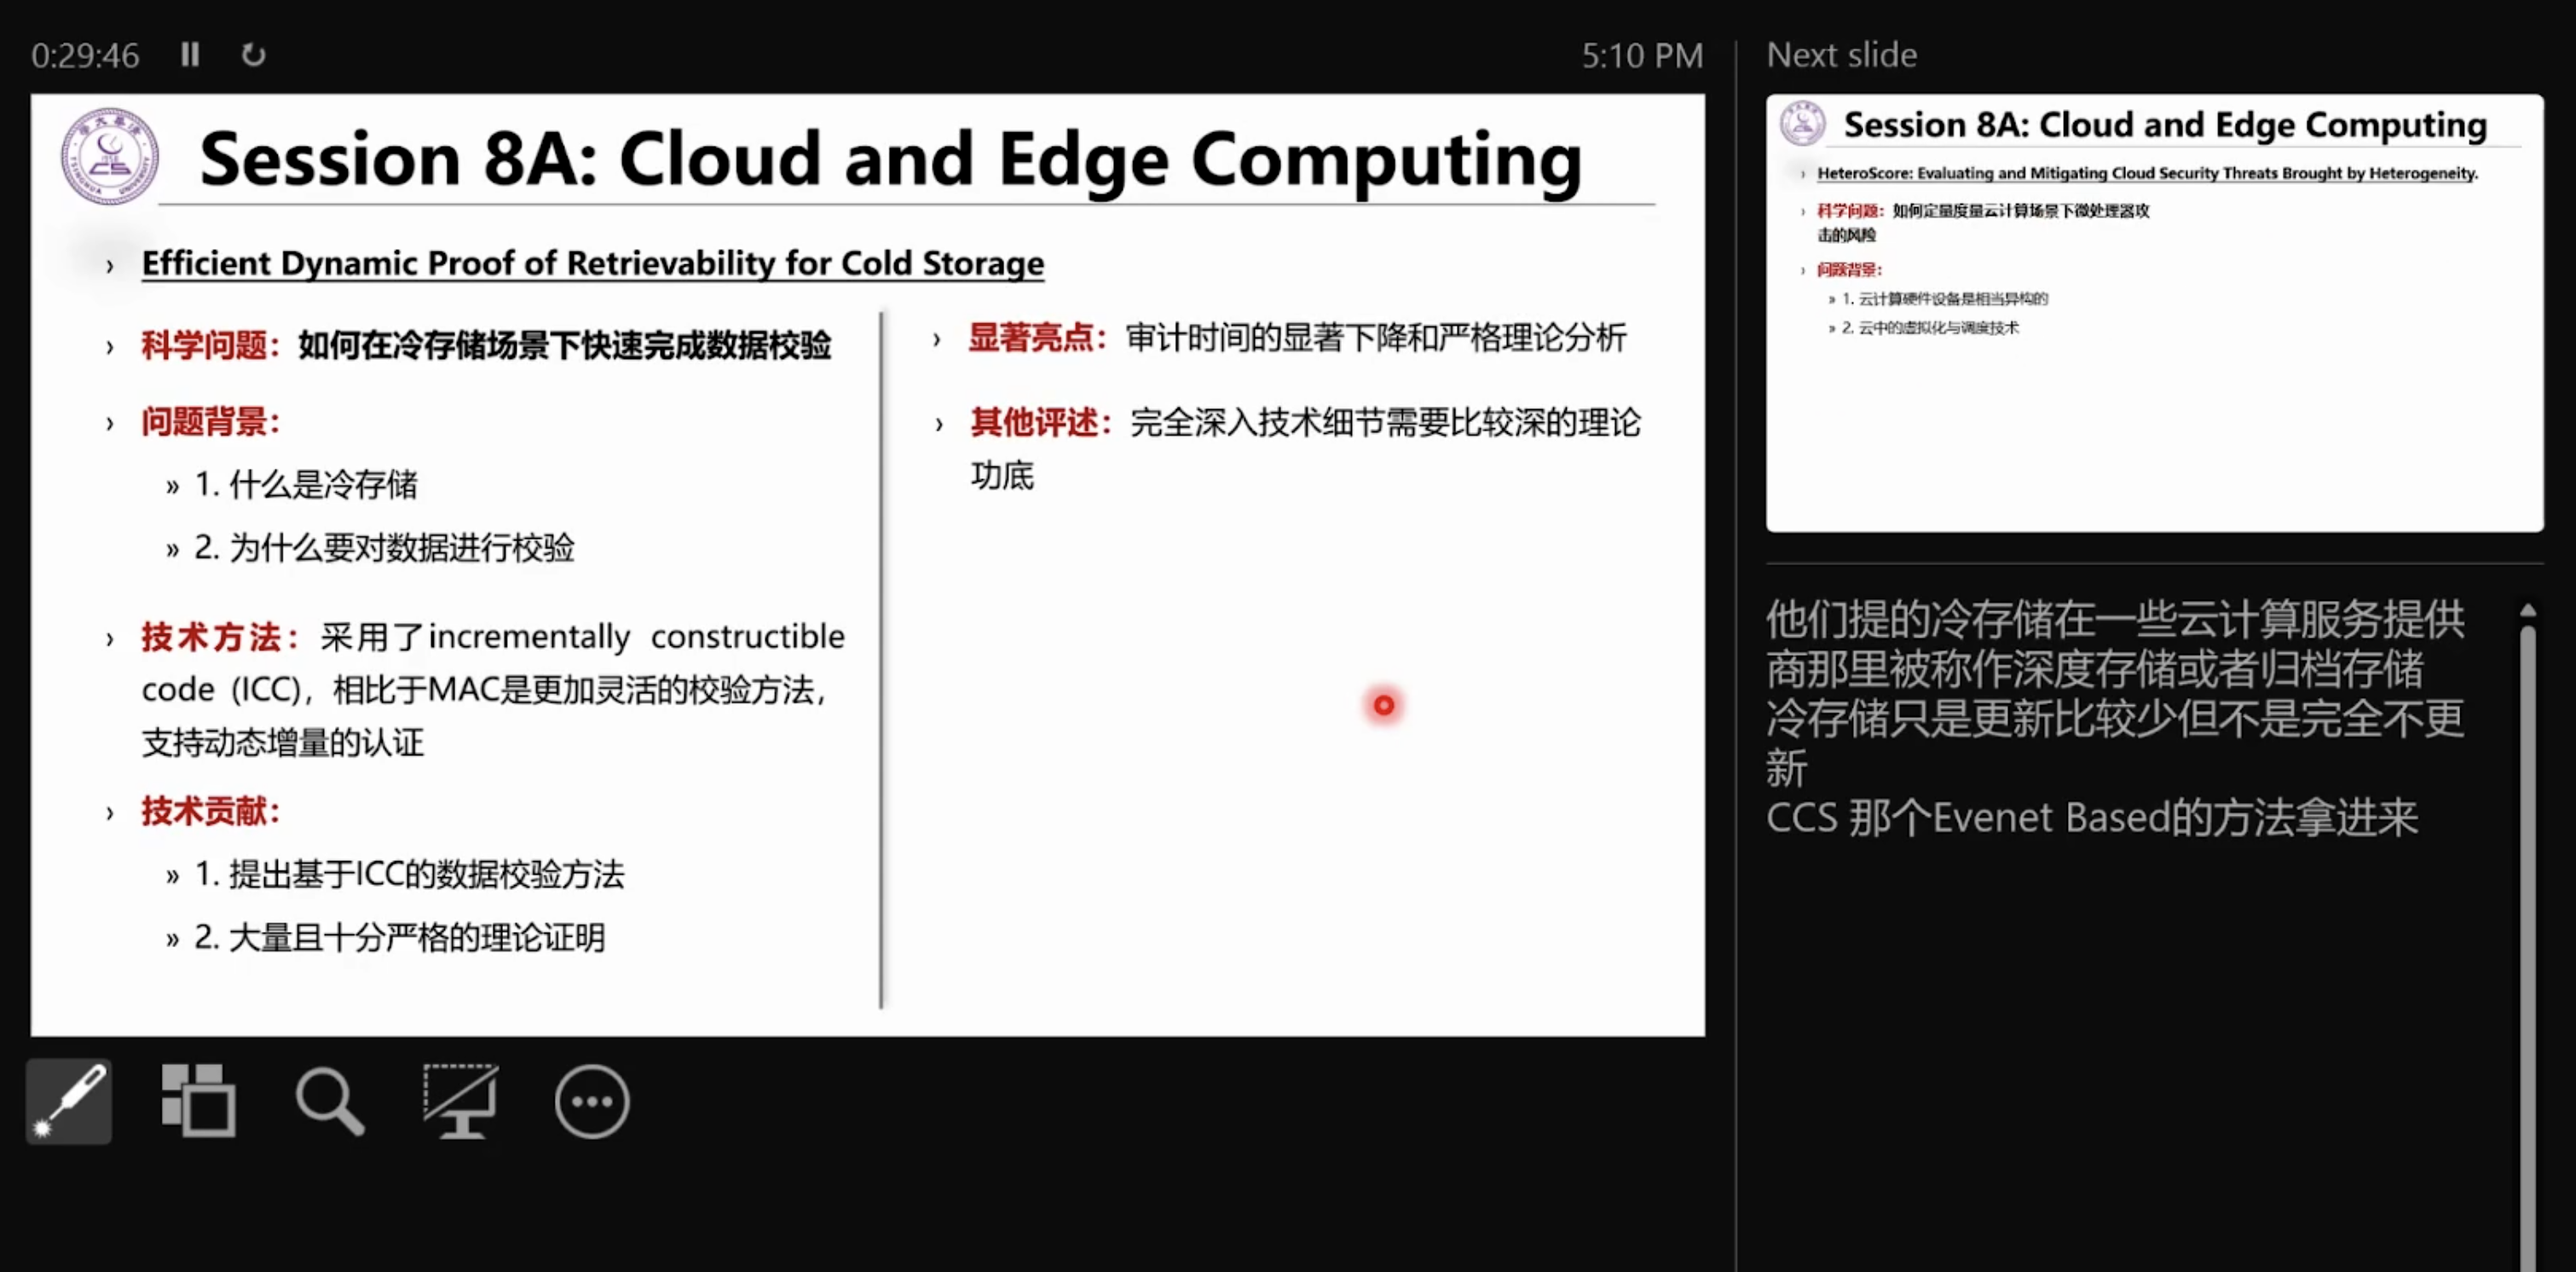 0:29:46
5:10 PM
Next slide
Session 8A: Cloud and Edge Computing
Efficient Dynamic Proof of Retrievability for Cold Storage
科学问题：如何在冷存储场景下快速完成数据校验
问题背景：
» 1. 什么是冷存储
» 2. 为什么要对数据进行校验
技术方法：采用了incrementally constructible
code (ICC)，相比于MAC是更加灵活的校验方法，
支持动态增量的认证
技术贡献：
» 1. 提出基于ICC的数据校验方法
» 2. 大量且十分严格的理论证明
显著亮点：审计时间的显著下降和严格理论分析
其他评述：完全深入技术细节需要比较深的理论
功底
Session 8A: Cloud and Edge Computing
HeteroScore: Evaluating and Mitigating Cloud Security Threats Brought by Heterogeneity.
科学问题：如何定量度量云计算场景下微处理器攻
击的风险
问题背景：
» 1. 云计算硬件设备是相当异构的
» 2. 云中的虚拟化与调度技术
他们提的冷存储在一些云计算服务提供
商那里被称作深度存储或者归档存储
冷存储只是更新比较少但不是完全不更
新
CCS 那个Evenet Based的方法拿进来